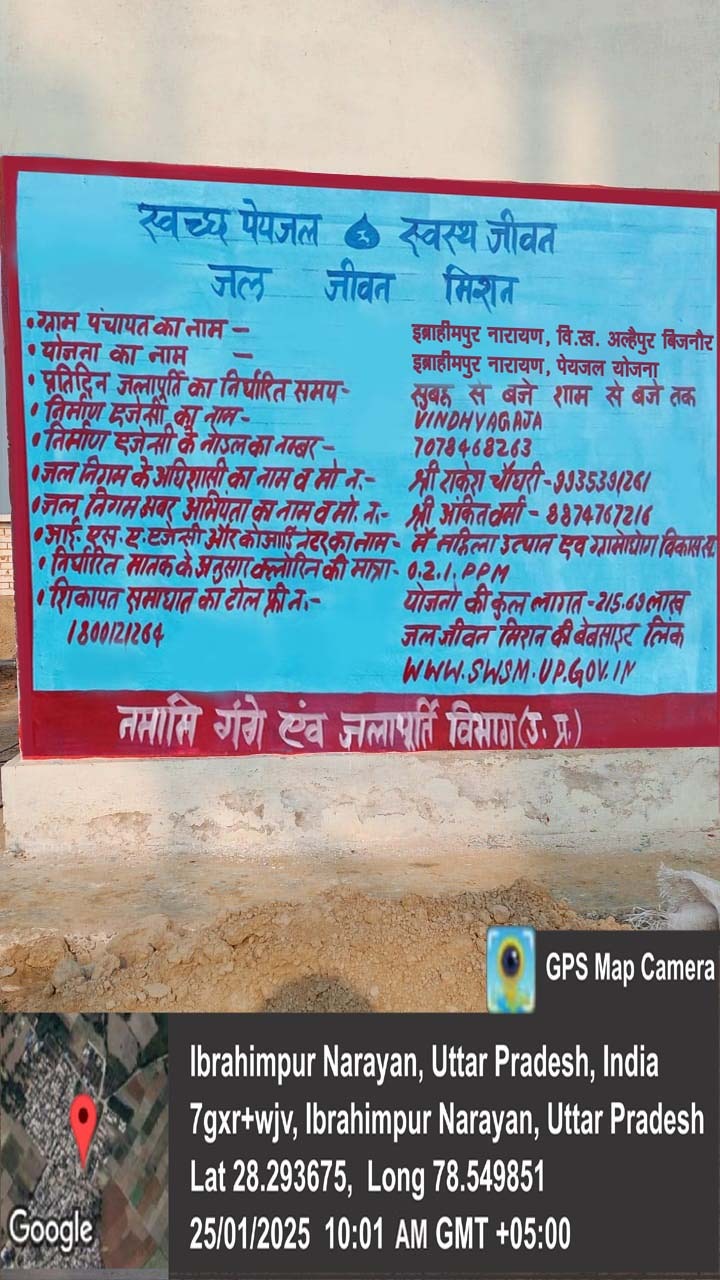 स्वच्छ पेयजल स्वस्थ जीवन
जल जीवन मिशन
• ग्राम पंचायत का नाम - इब्राहीमपुर नारायण, वि.ख. अल्हैपुर बिजनौर
• योजना का नाम - इब्राहीमपुर नारायण, पेयजल योजना
• प्रतिदिन जलापूर्ति का निर्धारित समय- सुबह से बजे शाम से बजे तक
• निर्माण एजेंसी का नाम- VINDHYAGAJA
• निर्माण एजेंसी के नोडल का नम्बर- 7078468263
• जल निगम के अधिशासी का नाम व मो न.- श्री राकेश चौधरी-9935391261
• जल निगम अवर अभियंता का नाम व मो. न.- श्री अंकित वर्मा - 8874767216
• आई. एस. ए. एजेन्सी और कोआर्डिनेटर का नाम- मै महिला उत्थान एव ग्रामोद्योग विकास
• निर्धारित मानक के अनुसार क्लोरिन की मात्रा- 0.2.1.PPM
• शिकायत समाधान का टोल फ्री न.- योजना की कुल लागत -215.69 लाख
1800121264 जल जीवन मिशन की बेबसाइट लिंक
WWW.SWSM.UP.GOV.IN
नमामि गंगे एंव जलापूर्ति विभाग (उ. प्र.)
GPS Map Camera
Ibrahimpur Narayan, Uttar Pradesh, India
7gxr+wjv, Ibrahimpur Narayan, Uttar Pradesh
Lat 28.293675, Long 78.549851
25/01/2025 10:01 AM GMT +05:00
Google